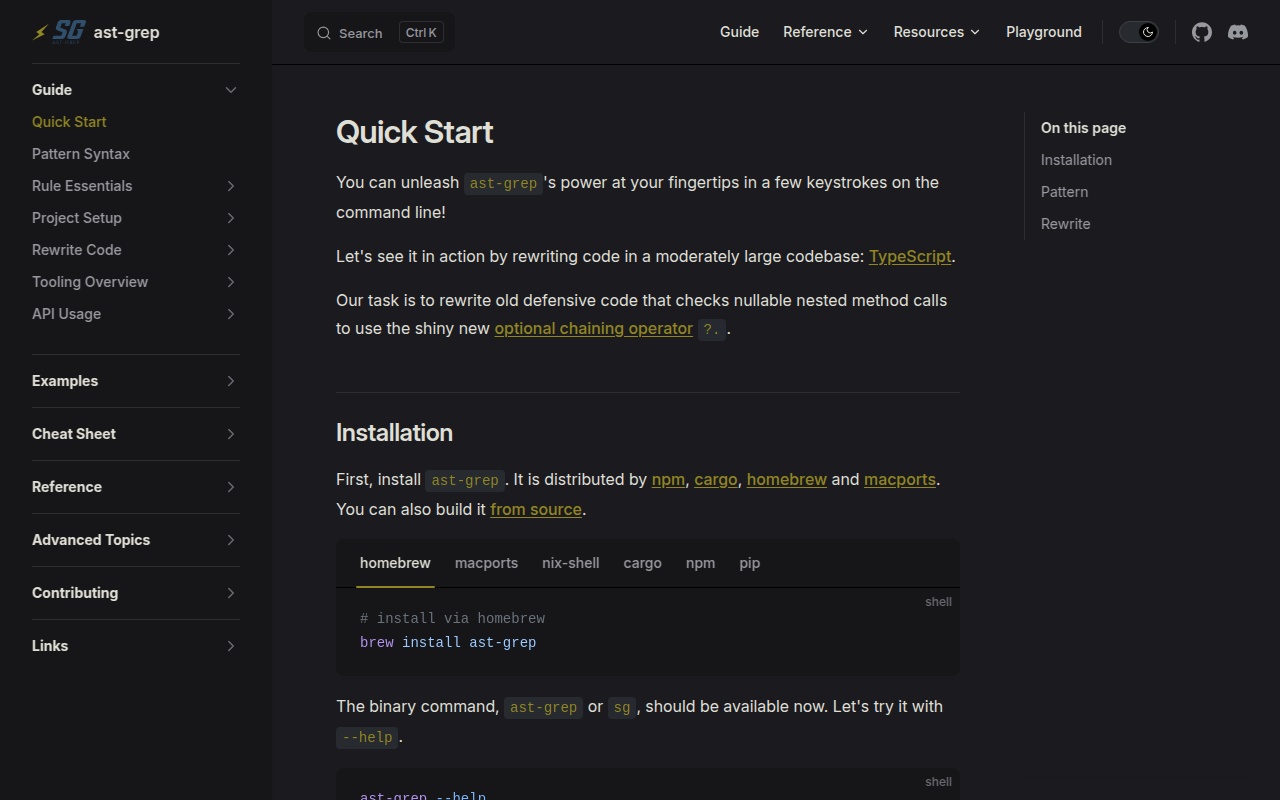 SG ast-grep
Search Ctrl K
Guide Reference Resources Playground
Guide
Quick Start
Pattern Syntax
Rule Essentials
Project Setup
Rewrite Code
Tooling Overview
API Usage
Examples
Cheat Sheet
Reference
Advanced Topics
Contributing
Links
Quick Start
You can unleash ast-grep's power at your fingertips in a few keystrokes on the
command line!
Let's see it in action by rewriting code in a moderately large codebase: TypeScript.
Our task is to rewrite old defensive code that checks nullable nested method calls
to use the shiny new optional chaining operator ?..
Installation
First, install ast-grep. It is distributed by npm, cargo, homebrew and macports.
You can also build it from source.
homebrew macports nix-shell cargo npm pip
shell
# install via homebrew
brew install ast-grep
The binary command, ast-grep or sg, should be available now. Let's try it with
--help.
shell
ast-grep --help
On this page
Installation
Pattern
Rewrite